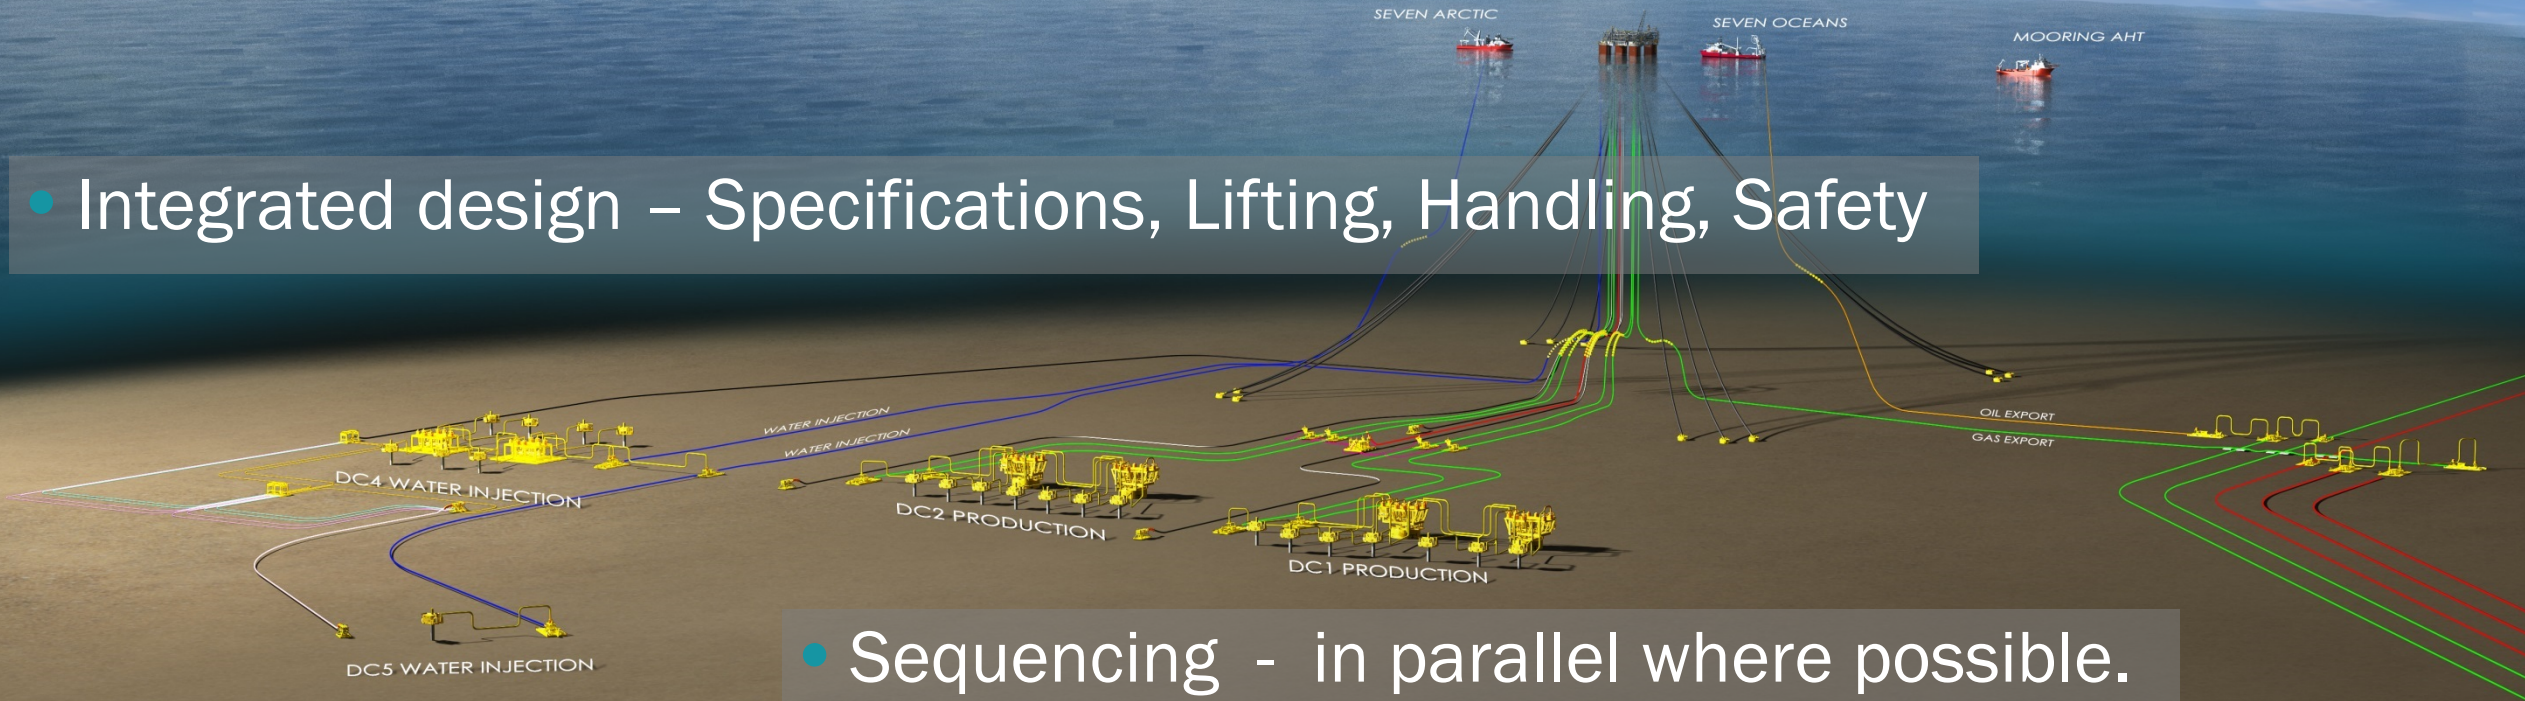 SEVEN ARCTIC
SEVEN OCEANS
MOORING AHT
• Integrated design – Specifications, Lifting, Handling, Safety
WATER INJECTION
WATER INJECTION
OIL EXPORT
GAS EXPORT
DC4 WATER INJECTION
DC2 PRODUCTION
DC1 PRODUCTION
DC5 WATER INJECTION
• Sequencing - in parallel where possible.